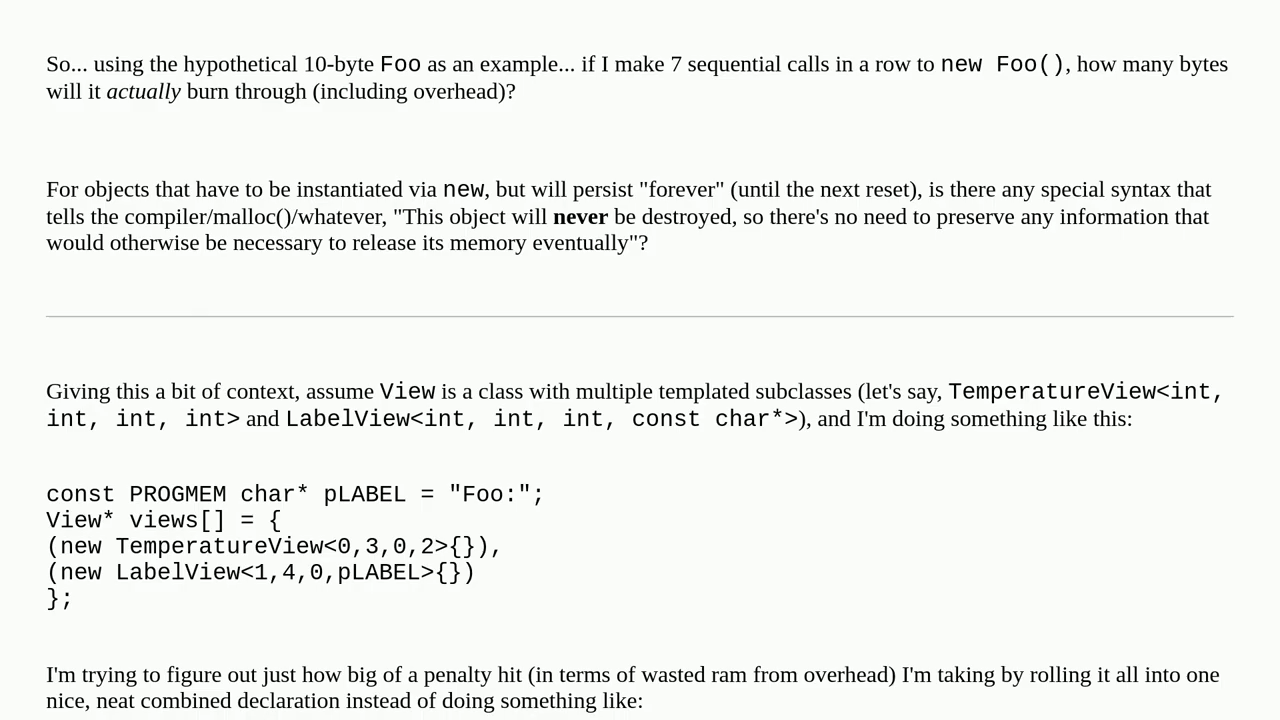 So... using the hypothetical 10-byte Foo as an example... if I make 7 sequential calls in a row to new Foo(), how many bytes
will it actually burn through (including overhead)?
For objects that have to be instantiated via new, but will persist "forever" (until the next reset), is there any special syntax that
tells the compiler/malloc()/whatever, "This object will never be destroyed, so there's no need to preserve any information that
would otherwise be necessary to release its memory eventually"?
Giving this a bit of context, assume View is a class with multiple templated subclasses (let's say, TemperatureView<int,
int, int, int> and LabelView<int, int, int, const char*>), and I'm doing something like this:
const PROGMEM char* pLABEL = "Foo:";
View* views[] = {
(new TemperatureView<0,3,0,2>{}),
(new LabelView<1,4,0,pLABEL>{})
};
I'm trying to figure out just how big of a penalty hit (in terms of wasted ram from overhead) I'm taking by rolling it all into one
nice, neat combined declaration instead of doing something like: